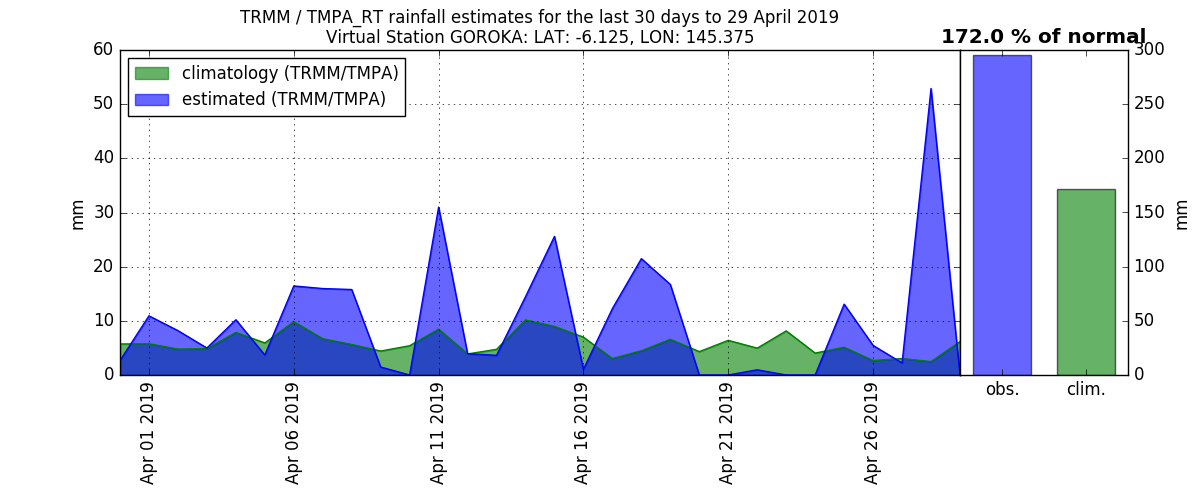 TRMM / TMPA_RT rainfall estimates for the last 30 days to 29 April 2019
Virtual Station GOROKA: LAT: -6.125, LON: 145.375
172.0 % of normal
climatology (TRMM/TMPA)
estimated (TRMM/TMPA)
60
50
40
30
20
10
0
mm
Apr 01 2019
Apr 06 2019
Apr 11 2019
Apr 16 2019
Apr 21 2019
Apr 26 2019
300
250
200
150
100
50
0
mm
obs.
clim.